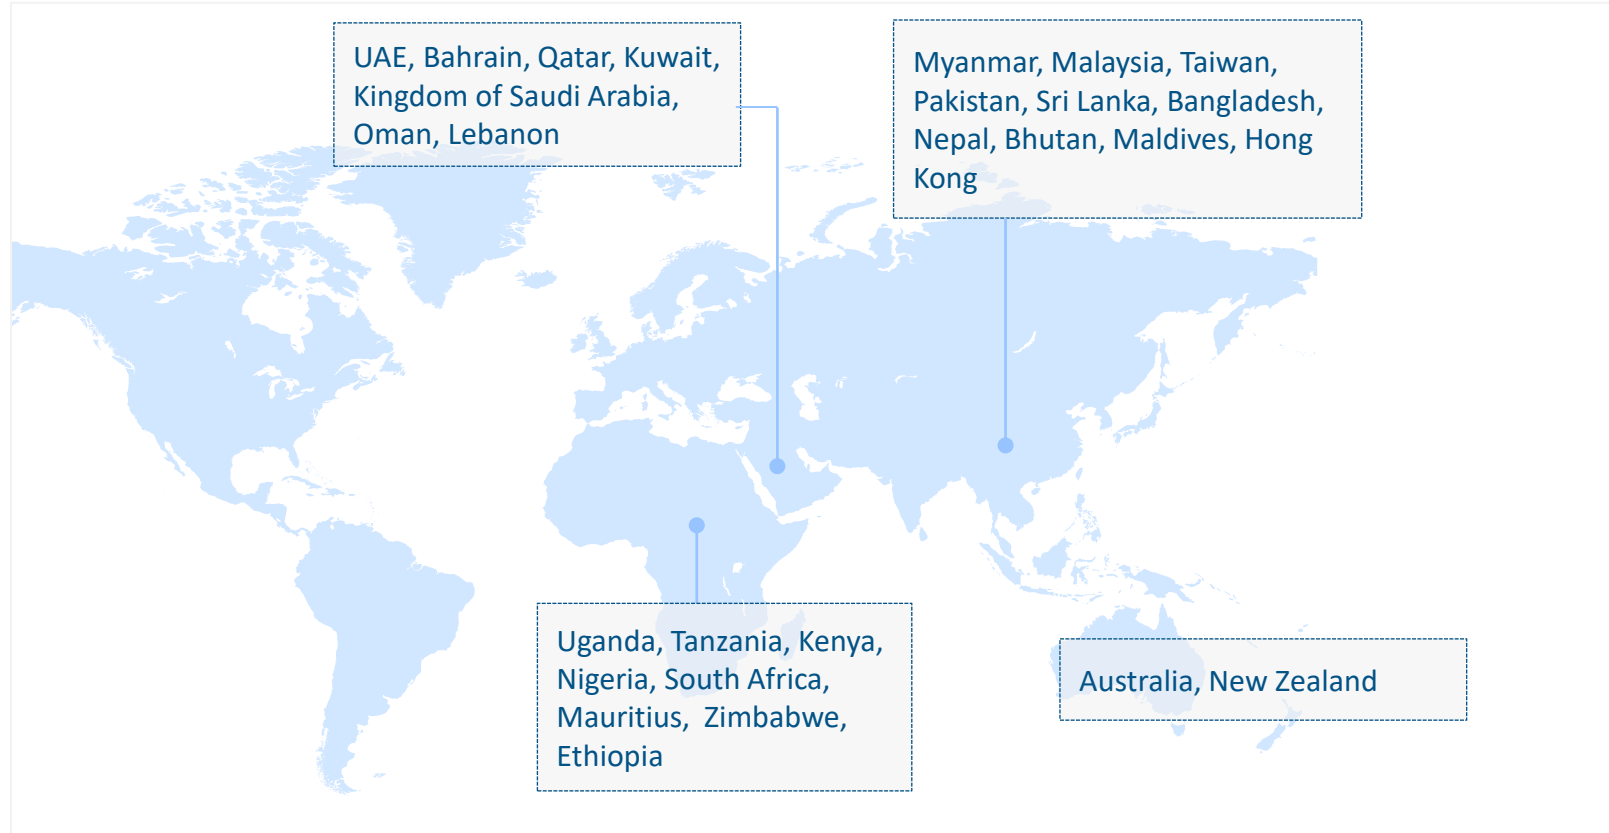 UAE, Bahrain, Qatar, Kuwait,
Kingdom of Saudi Arabia,
Oman, Lebanon
Myanmar, Malaysia, Taiwan,
Pakistan, Sri Lanka, Bangladesh,
Nepal, Bhutan, Maldives, Hong
Kong
Uganda, Tanzania, Kenya,
Nigeria, South Africa,
Mauritius,  Zimbabwe,
Ethiopia
Australia, New Zealand